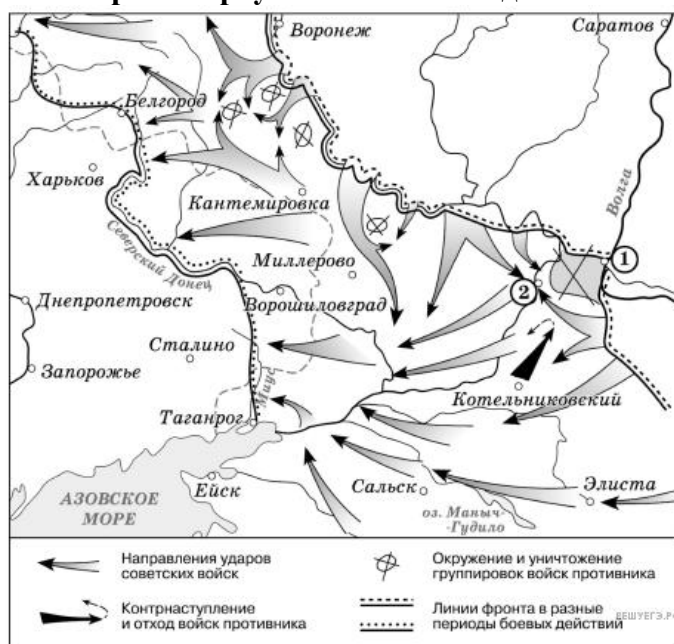 Воронеж
Саратов
Белгород
Харьков
Кантемировка
Волга
Северский Донец
Миллерово
1
2
Днепропетровск
Ворошиловград
Сталино
Запорожье
Миус
Котельниковский
Таганрог
АЗОВСКОЕ
МОРЕ
Ейск
Сальск
Элиста
оз. Маныч-
Гудило
Направления ударов
советских войск
Окружение и уничтожение
группировок войск противника
Контрнаступление
и отход войск противника
Линии фронта в разные
периоды боевых действий